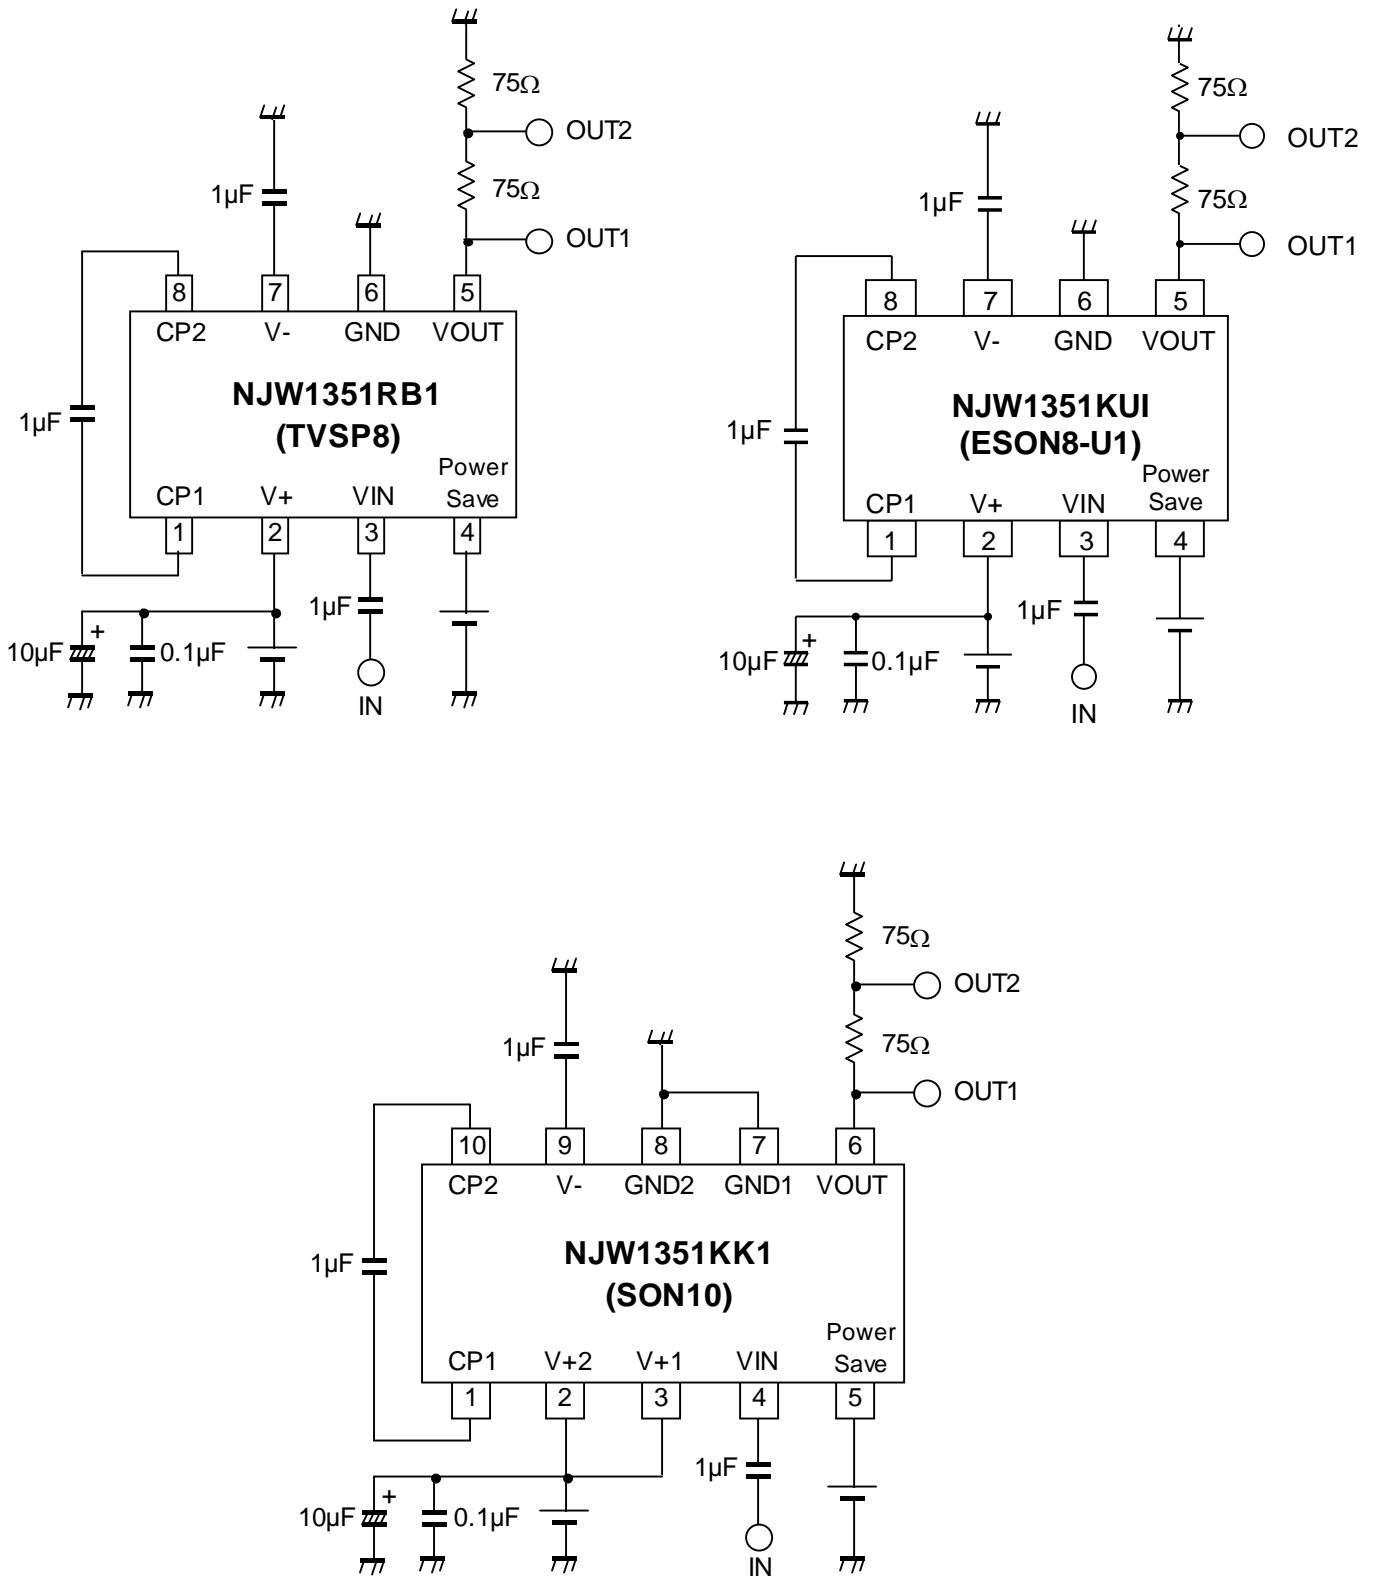 75Ω
OUT2
1µF
75Ω
OUT1
8
7
6
5
CP2
V-
GND
VOUT
NJW1351RB1
(TVSP8)
1µF
Power
Save
CP1
V+
VIN
1
2
3
4
1µF
+
10µF
0.1µF
IN
75Ω
OUT2
1µF
75Ω
OUT1
8
7
6
5
CP2
V-
GND
VOUT
NJW1351KUI
(ESON8-U1)
1µF
Power
Save
CP1
V+
VIN
1
2
3
4
1µF
+
10µF
0.1µF
IN
75Ω
OUT2
1µF
75Ω
OUT1
10
9
8
7
6
CP2
V-
GND2
GND1
VOUT
NJW1351KK1
(SON10)
1µF
Power
Save
CP1
V+2
V+1
VIN
1
2
3
4
5
1µF
+
10µF
0.1µF
IN